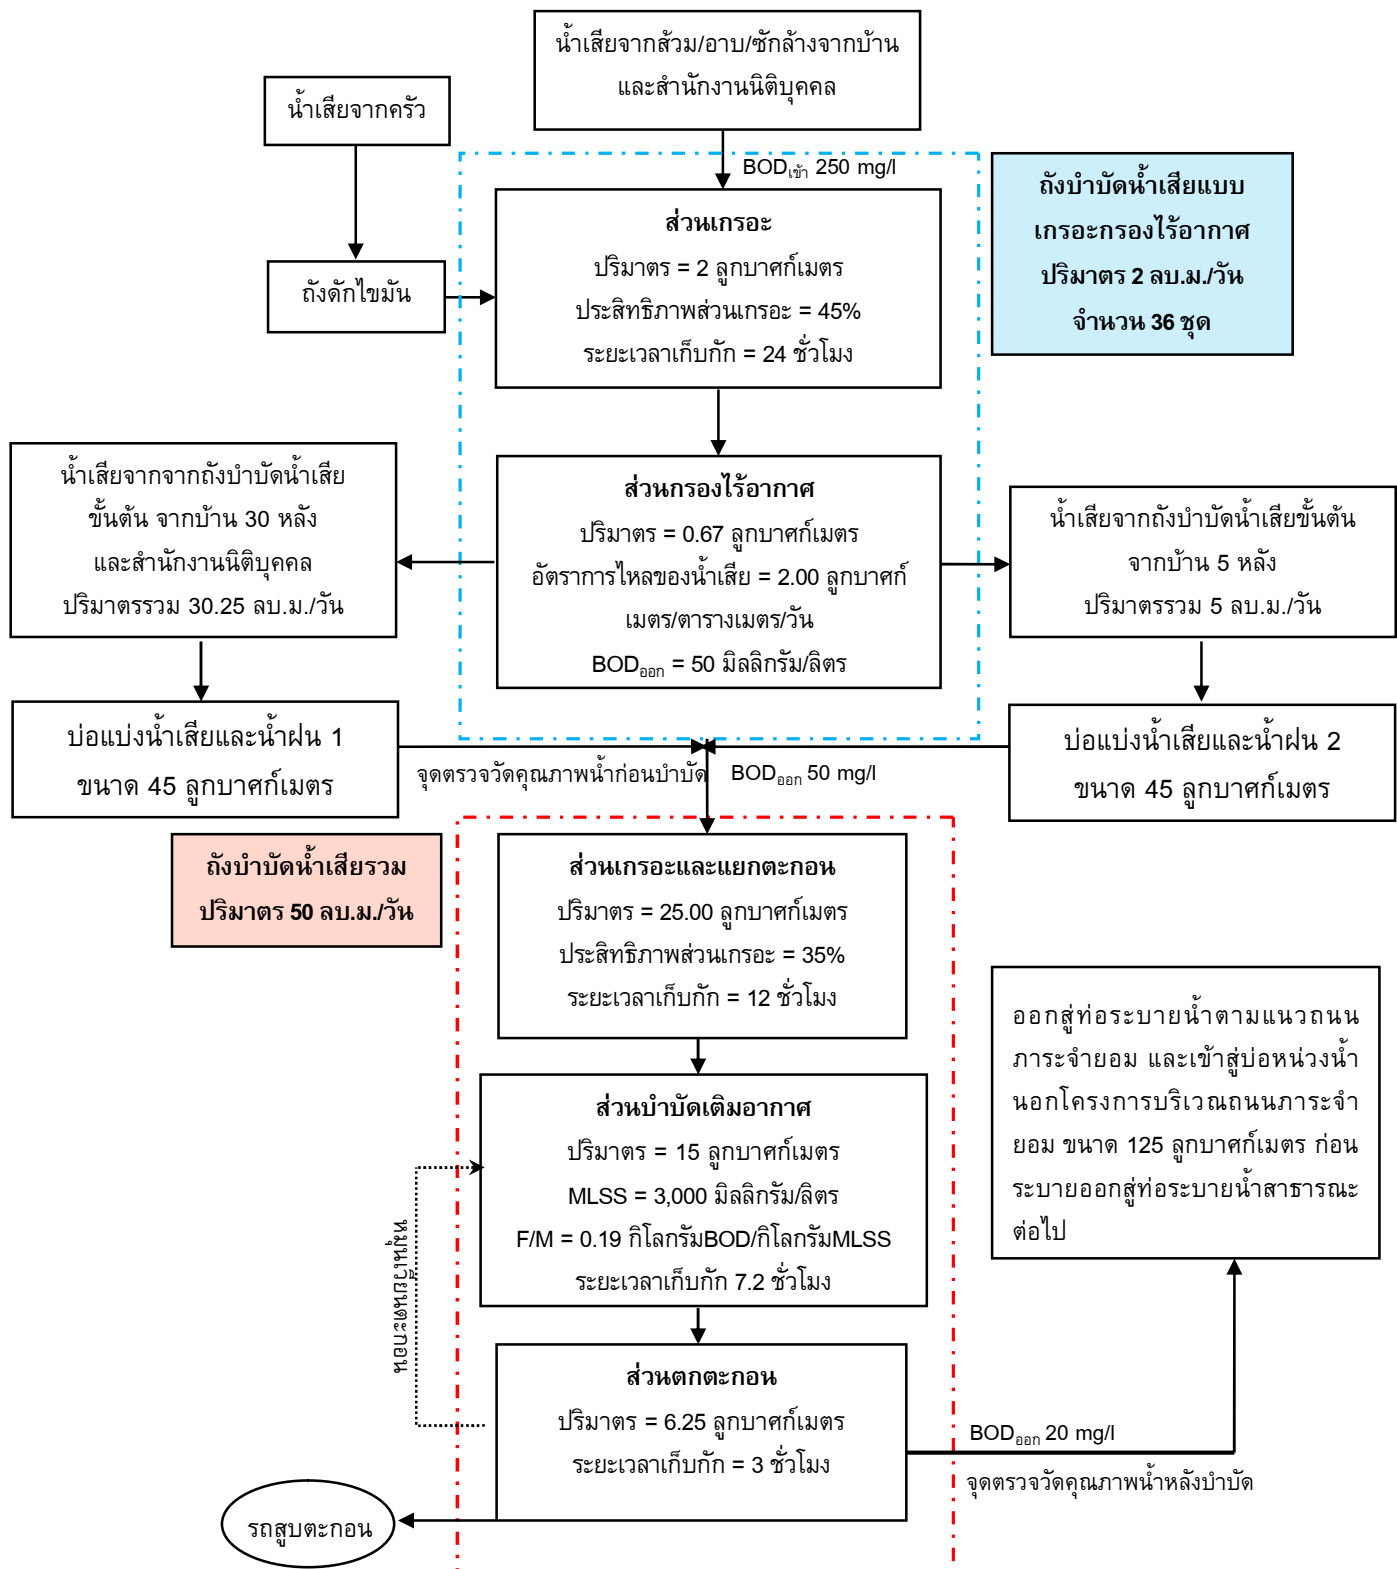 น้ำเสียจากส้วม/อาบ/ซักล้างจากบ้าน
และสำนักงานนิติบุคคล
น้ำเสียจากครัว
BODเข้า 250 mg/l
ถังบำบัดน้ำเสียแบบ
เกรอะกรองไร้อากาศ
ปริมาตร 2 ลบ.ม./วัน
จำนวน 36 ชุด
ส่วนเกรอะ
ปริมาตร = 2 ลูกบาศก์เมตร
ประสิทธิภาพส่วนเกรอะ = 45%
ระยะเวลาเก็บกัก = 24 ชั่วโมง
ถังดักไขมัน
น้ำเสียจากจากถังบำบัดน้ำเสีย
ขั้นต้น จากบ้าน 30 หลัง
และสำนักงานนิติบุคคล
ปริมาตรรวม 30.25 ลบ.ม./วัน
ส่วนกรองไร้อากาศ
ปริมาตร = 0.67 ลูกบาศก์เมตร
อัตราการไหลของน้ำเสีย = 2.00 ลูกบาศก์
เมตร/ตารางเมตร/วัน
BODออก = 50 มิลลิกรัม/ลิตร
น้ำเสียจากถังบำบัดน้ำเสียขั้นต้น
จากบ้าน 5 หลัง
ปริมาตรรวม 5 ลบ.ม./วัน
บ่อแบ่งน้ำเสียและน้ำฝน 1
ขนาด 45 ลูกบาศก์เมตร
บ่อแบ่งน้ำเสียและน้ำฝน 2
ขนาด 45 ลูกบาศก์เมตร
จุดตรวจวัดคุณภาพน้ำก่อนบำบัด
BODออก 50 mg/l
ถังบำบัดน้ำเสียรวม
ปริมาตร 50 ลบ.ม./วัน
ส่วนเกรอะและแยกตะกอน
ปริมาตร = 25.00 ลูกบาศก์เมตร
ประสิทธิภาพส่วนเกรอะ = 35%
ระยะเวลาเก็บกัก = 12 ชั่วโมง
ออกสู่ท่อระบายน้ำตามแนวถนน
ภาระจำยอม และเข้าสู่บ่อหน่วงน้ำ
นอกโครงการบริเวณถนนภาระจำ
ยอม ขนาด 125 ลูกบาศก์เมตร ก่อน
ระบายออกสู่ท่อระบายน้ำสาธารณะ
ต่อไป
ส่วนบำบัดเติมอากาศ
ปริมาตร = 15 ลูกบาศก์เมตร
MLSS = 3,000 มิลลิกรัม/ลิตร
F/M = 0.19 กิโลกรัมBOD/กิโลกรัมMLSS
ระยะเวลาเก็บกัก 7.2 ชั่วโมง
หมุนเวียนตะกอน
ส่วนตกตะกอน
ปริมาตร = 6.25 ลูกบาศก์เมตร
ระยะเวลาเก็บกัก = 3 ชั่วโมง
BODออก 20 mg/l
จุดตรวจวัดคุณภาพน้ำหลังบำบัด
รถสูบตะกอน